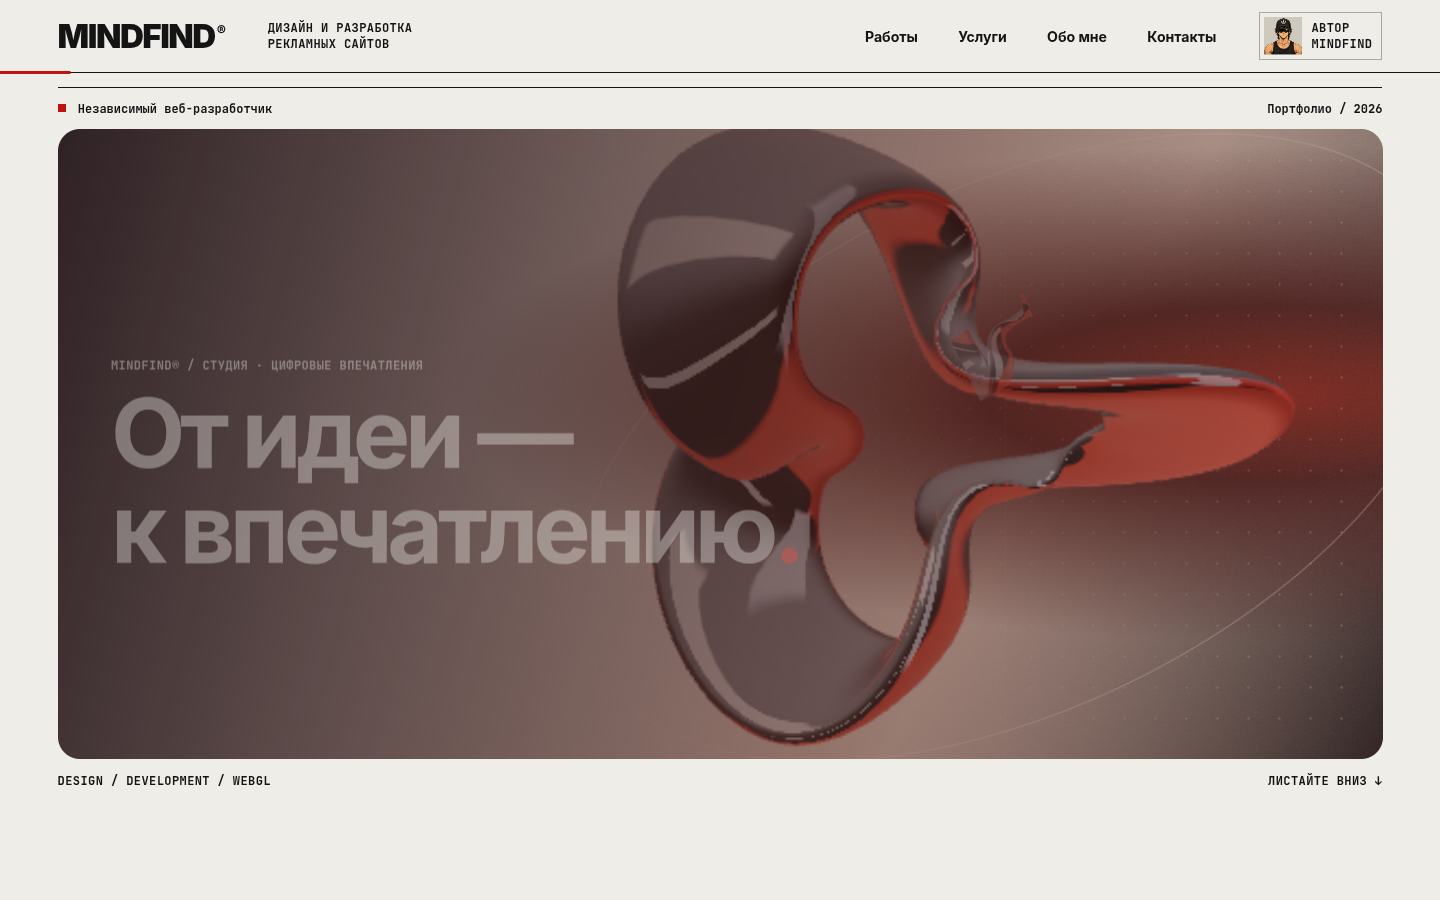 MINDFIND®
ДИЗАЙН И РАЗРАБОТКА
РЕКЛАМНЫХ САЙТОВ
Работы
Услуги
Обо мне
Контакты
АВТОР
MINDFIND
Независимый веб-разработчик
Портфолио / 2026
MINDFIND® / СТУДИЯ · ЦИФРОВЫЕ ВПЕЧАТЛЕНИЯ
От идеи —
к впечатлению.
DESIGN / DEVELOPMENT / WEBGL
ЛИСТАЙТЕ ВНИЗ ↓